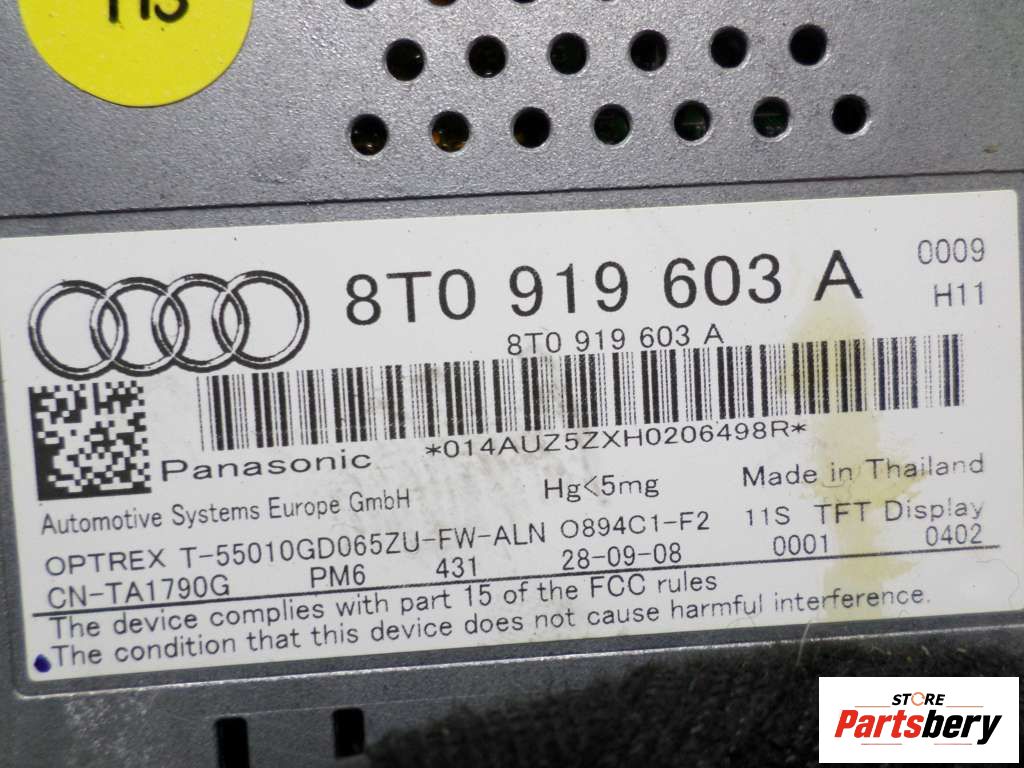 8T0 919 603 A
0009
H11
8T0 919 603 A
*014AUZ5ZXH0206498R*
Panasonic
Automotive Systems Europe GmbH
Hg<5mg
Made in Thailand
OPTREX T-55010GD065ZU-FW-ALN O894C1-F2 11S TFT Display
CN-TA1790G PM6 431 28-09-08 0001 0402
The device complies with part 15 of the FCC rules
The condition that this device does not cause harmful interference.
STORE
Partsbery